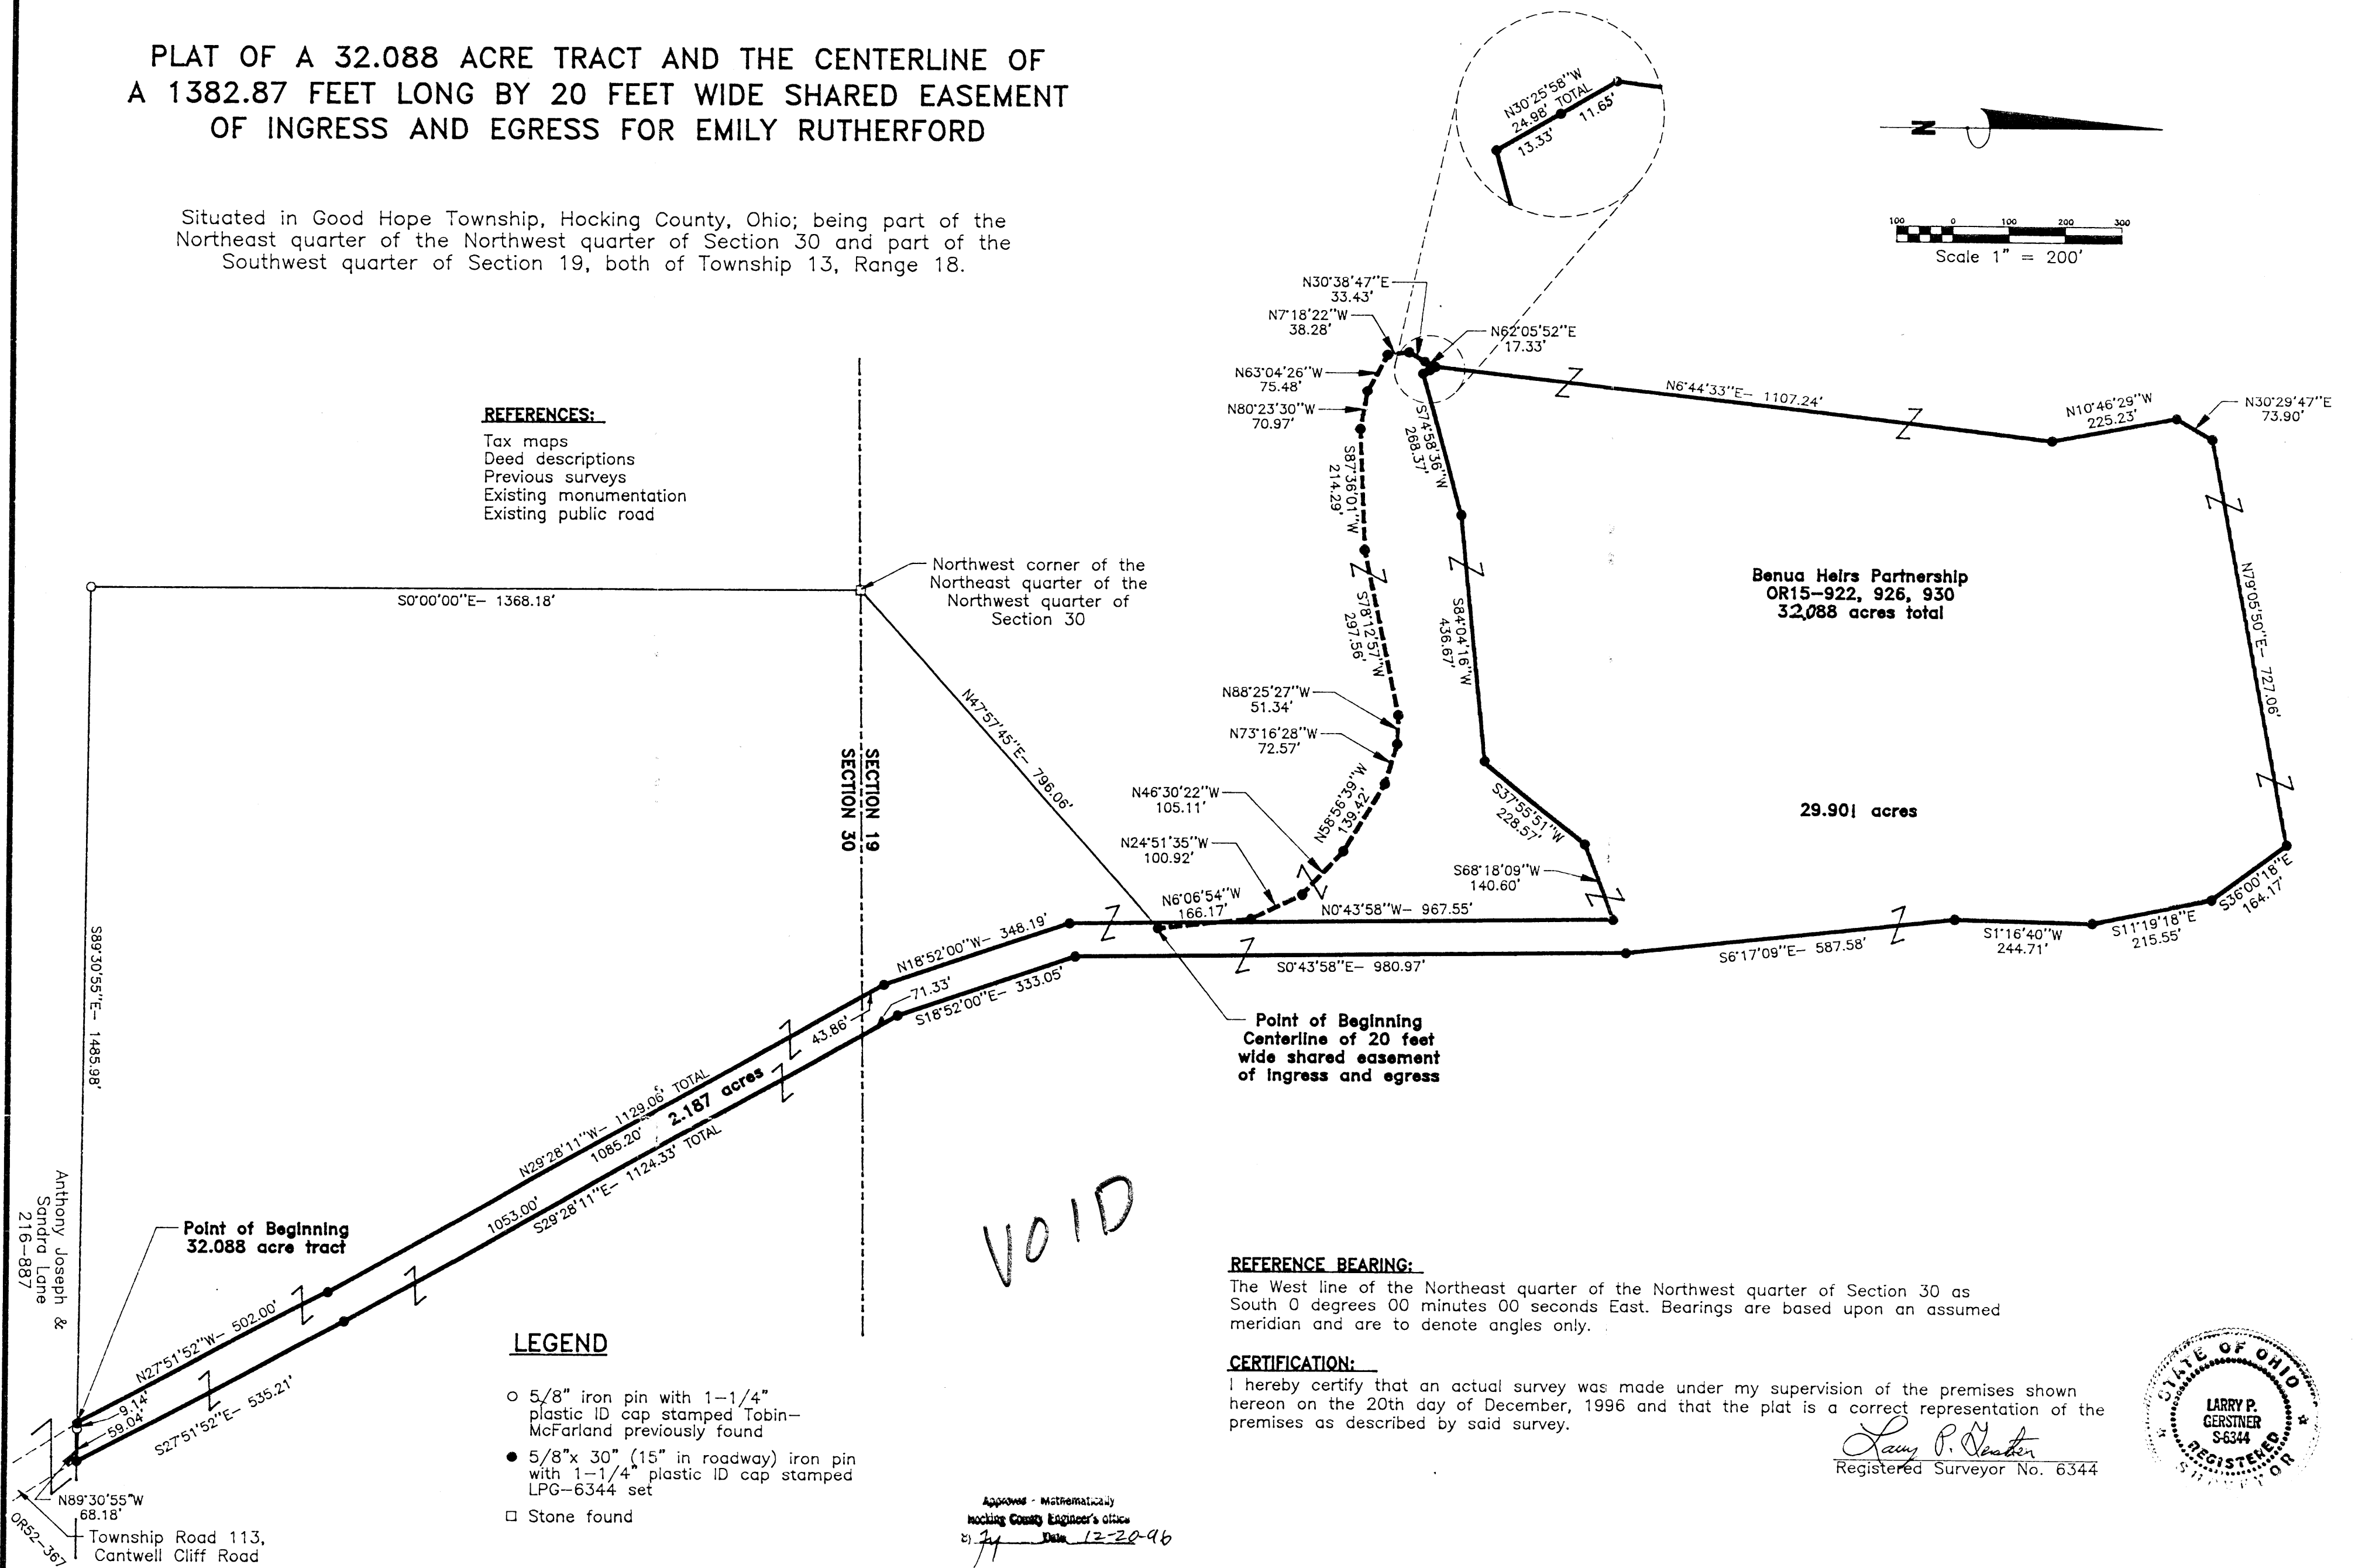 PLAT OF A 32.088 ACRE TRACT AND THE CENTERLINE OF
A 1382.87 FEET LONG BY 20 FEET WIDE SHARED EASEMENT
OF INGRESS AND EGRESS FOR EMILY RUTHERFORD
Situated in Good Hope Township, Hocking County, Ohio; being part of the
Northeast quarter of the Northwest quarter of Section 30 and part of the
Southwest quarter of Section 19, both of Township 13, Range 18.
N30°25'58"W
24.98' TOTAL
13.33'
11.65'
N
100 0 100 200 300
Scale 1" = 200'
REFERENCES:
Tax maps
Deed descriptions
Previous surveys
Existing monumentation
Existing public road
N30°38'47"E
33.43'
N7°18'22"W
38.28'
N62°05'52"E
17.33'
N63°04'26"W
75.48'
N80°23'30"W
70.97'
S87°36'01"W
214.29'
S74°58'36"W
268.37'
N6°44'33"E- 1107.24'
N10°46'29"W
225.23'
N30°29'47"E
73.90'
S0°00'00"E- 1368.18'
Northwest corner of the
Northeast quarter of the
Northwest quarter of
Section 30
S78°12'57"W
297.56'
S84°04'16"W
436.67'
Benua Heirs Partnership
OR15-922, 926, 930
32.088 acres total
N79°05'50"E- 727.06'
N47°57'45"E- 796.06'
SECTION 19
SECTION 30
N88°25'27"W
51.34'
N73°16'28"W
72.57'
N58°56'39"W
139.42'
N46°30'22"W
105.11'
N24°51'35"W
100.92'
N6°06'54"W
166.17'
S37°55'51"W
228.57'
S68°18'09"W
140.60'
29.901 acres
S36°00'18"E
164.17'
S11°19'18"E
215.55'
S1°16'40"W
244.71'
S6°17'09"E- 587.58'
N0°43'58"W- 967.55'
S0°43'58"E- 980.97'
N18°52'00"W- 348.19'
S18°52'00"E- 333.05'
71.33'
43.86'
Point of Beginning
Centerline of 20 feet
wide shared easement
of ingress and egress
S89°30'55"E- 1485.98'
N29°28'11"W- 1129.06' TOTAL
1085.20'
2.187 acres
1053.00'
S29°28'11"E- 1124.33' TOTAL
Anthony Joseph &
Sandra Lane
216-887
Point of Beginning
32.088 acre tract
N27°51'52"W- 502.00'
9.14'
59.04'
S27°51'52"E- 535.21'
N89°30'55"W
68.18'
OR52-367
Township Road 113,
Cantwell Cliff Road
VOID
LEGEND
5/8" iron pin with 1-1/4"
plastic ID cap stamped Tobin-
McFarland previously found
5/8"x 30" (15" in roadway) iron pin
with 1-1/4" plastic ID cap stamped
LPG-6344 set
Stone found
REFERENCE BEARING:
The West line of the Northeast quarter of the Northwest quarter of Section 30 as
South 0 degrees 00 minutes 00 seconds East. Bearings are based upon an assumed
meridian and are to denote angles only.
CERTIFICATION:
I hereby certify that an actual survey was made under my supervision of the premises shown
hereon on the 20th day of December, 1996 and that the plat is a correct representation of the
premises as described by said survey.
Larry P. Gerstner
Registered Surveyor No. 6344
STATE OF OHIO
LARRY P.
GERSTNER
S-6344
REGISTERED
SURVEYOR
Approved - Mathematically
Hocking County Engineer's office
Date 12-20-96